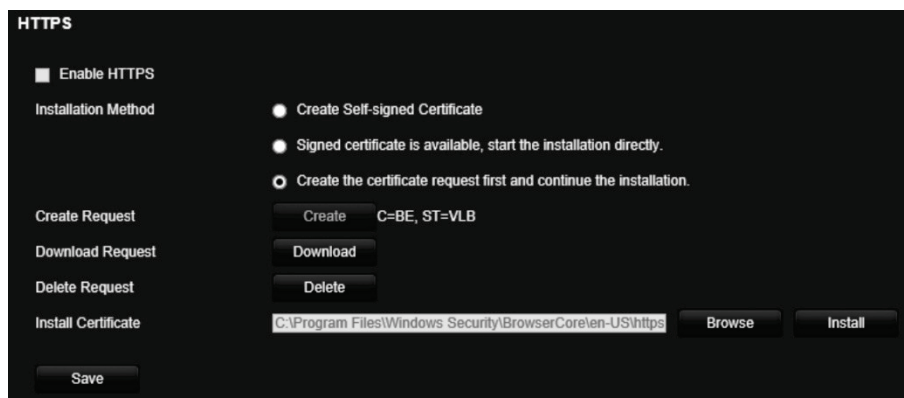 HTTPS
Enable HTTPS
Installation Method
Create Self-signed Certificate
Signed certificate is available, start the installation directly.
Create the certificate request first and continue the installation.
Create Request Create C=BE, ST=VLB
Download Request Download
Delete Request Delete
Install Certificate C:\Program Files\Windows Security\BrowserCore\en-US\https Browse Install
Save